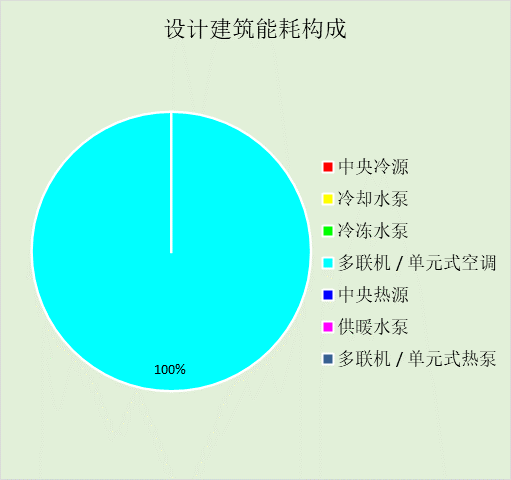 设计建筑能耗构成
中央冷源
冷却水泵
冷冻水泵
多联机 / 单元式空调
中央热源
供暖水泵
多联机 / 单元式热泵
100%